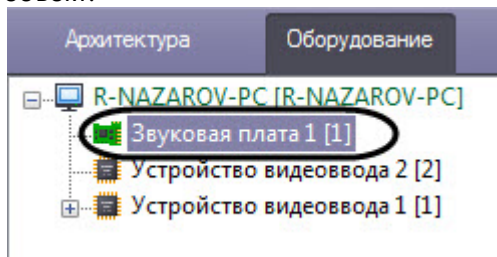 Архитектура Оборудование
R-NAZAROV-PC [R-NAZAROV-PC]
Звуковая плата 1 [1]
Устройство видеоввода 2 [2]
Устройство видеоввода 1 [1]